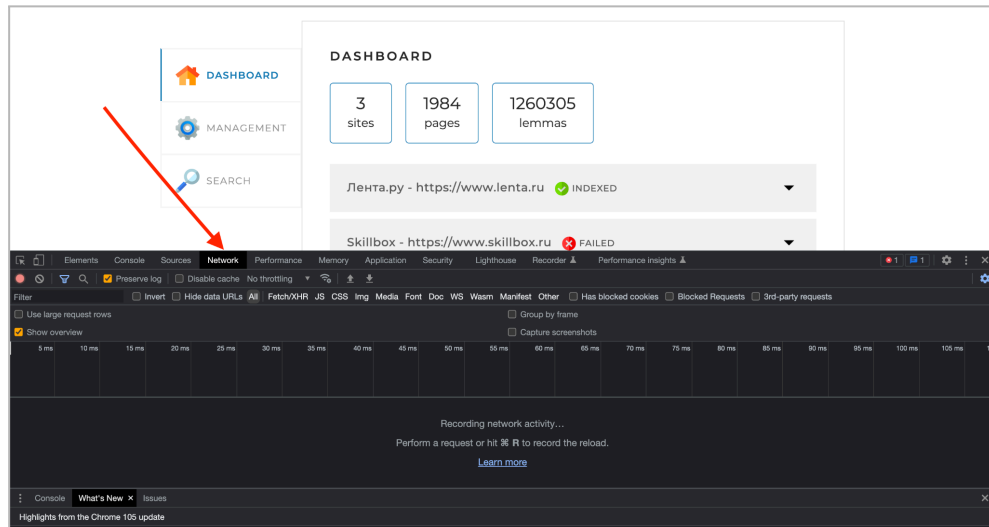 DASHBOARD
DASHBOARD
3 1984 1260305
sites pages lemmas
MANAGEMENT
SEARCH
Лента.ру - https://www.lenta.ru INDEXED
Skillbox - https://www.skillbox.ru FAILED
Elements Console Sources Network Performance Memory Application Security Lighthouse Recorder Performance insights 1 1
Preserve log Disable cache No throttling
Filter Invert Hide data URLs All Fetch/XHR JS CSS Img Media Font Doc WS Wasm Manifest Other Has blocked cookies Blocked Requests 3rd-party requests
Use large request rows Group by frame
Show overview Capture screenshots
5 ms 10 ms 15 ms 20 ms 25 ms 30 ms 35 ms 40 ms 45 ms 50 ms 55 ms 60 ms 65 ms 70 ms 75 ms 80 ms 85 ms 90 ms 95 ms 100 ms 105 ms 1
Recording network activity…
Perform a request or hit ⌘ R to record the reload.
Learn more
Console What's New × Issues
Highlights from the Chrome 105 update